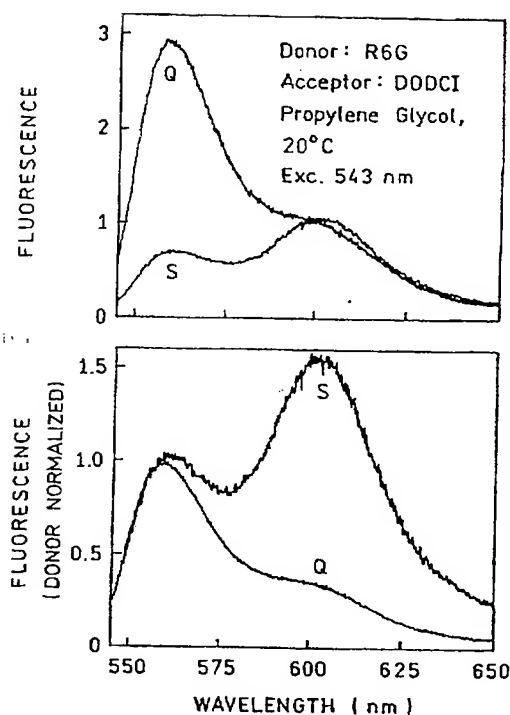 FLUORESCENCE
3
2
1
0
Q
S
Donor: R6G
Acceptor: DODCI
Propylene Glycol,
20°C
Exc. 543 nm
FLUORESCENCE
(DONOR NORMALIZED)
1.5
1.0
0.5
0
S
Q
550 575 600 625 650
WAVELENGTH (nm)